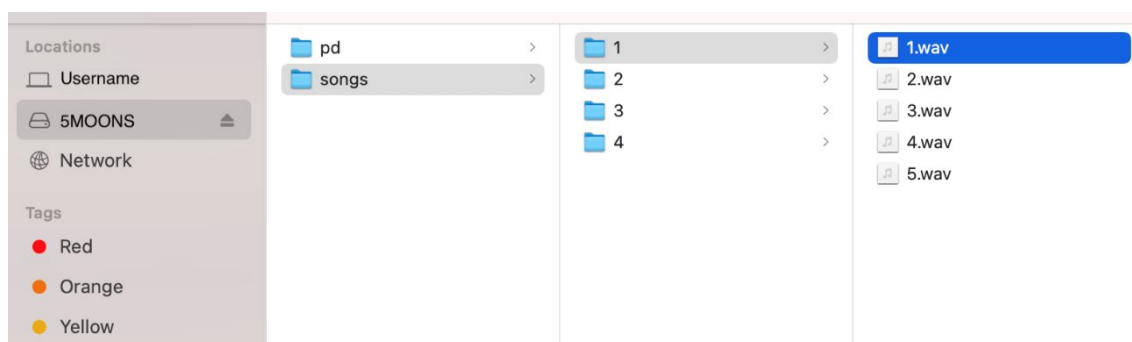 Locations
Username
5MOONS
Network
Tags
Red
Orange
Yellow
pd
songs
1
2
3
4
1.wav
2.wav
3.wav
4.wav
5.wav